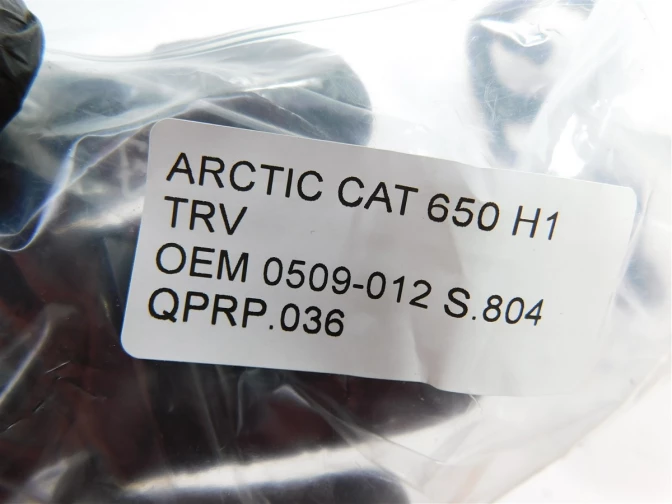 ARCTIC CAT 650 H1
TRV
OEM 0509-012 S.804
QPRP.036